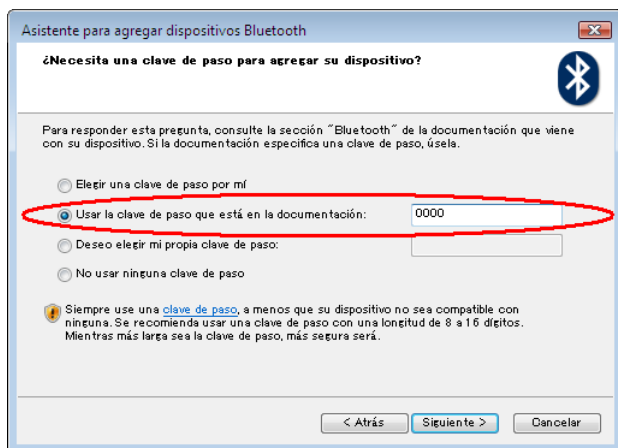 Asistente para agregar dispositivos Bluetooth
¿Necesita una clave de paso para agregar su dispositivo?
Para responder esta pregunta, consulte la sección "Bluetooth" de la documentación que viene
con su dispositivo. Si la documentación especifica una clave de paso, úsela.
Elegir una clave de paso por mí
Usar la clave de paso que está en la documentación: 0000
Deseo elegir mi propia clave de paso:
No usar ninguna clave de paso
Siempre use una clave de paso, a menos que su dispositivo no sea compatible con
ninguna. Se recomienda usar una clave de paso con una longitud de 8 a 16 dígitos.
Mientras más larga sea la clave de paso, más segura será.
< Atrás Siguiente > Cancelar